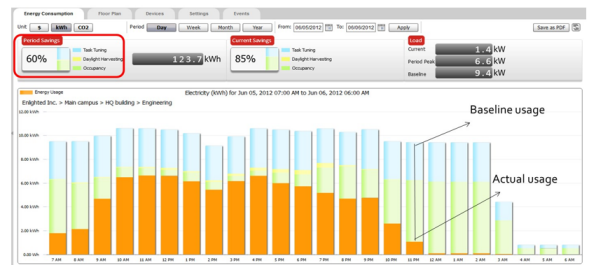 Energy Consumption Floor Plan Devices Settings Events
Unit $ kWh CO2 Period Day Week Month Year From: 06/05/2012 To: 06/06/2012 Apply Save as PDF
Period Savings Current Savings Load
60% Task Tuning Daylight Harvesting Occupancy
123.7 kWh
85% Task Tuning Daylight Harvesting Occupancy
Current 1.4 kW
Period Peak 6.6 kW
Baseline 9.4 kW
Energy Usage
Electricity (kWh) for Jun 05, 2012 07:00 AM to Jun 06, 2012 06:00 AM
Enlighted Inc. > Main campus > HQ building > Engineering
12.00 kWh
10.00 kWh
8.00 kWh
6.00 kWh
4.00 kWh
2.00 kWh
0.00 kWh
Baseline usage
Actual usage
7 AM 8 AM 9 AM 10 AM 11 AM 12 PM 1 PM 2 PM 3 PM 4 PM 5 PM 6 PM 7 PM 8 PM 9 PM 10 PM 11 PM 12 AM 1 AM 2 AM 3 AM 4 AM 5 AM 6 AM